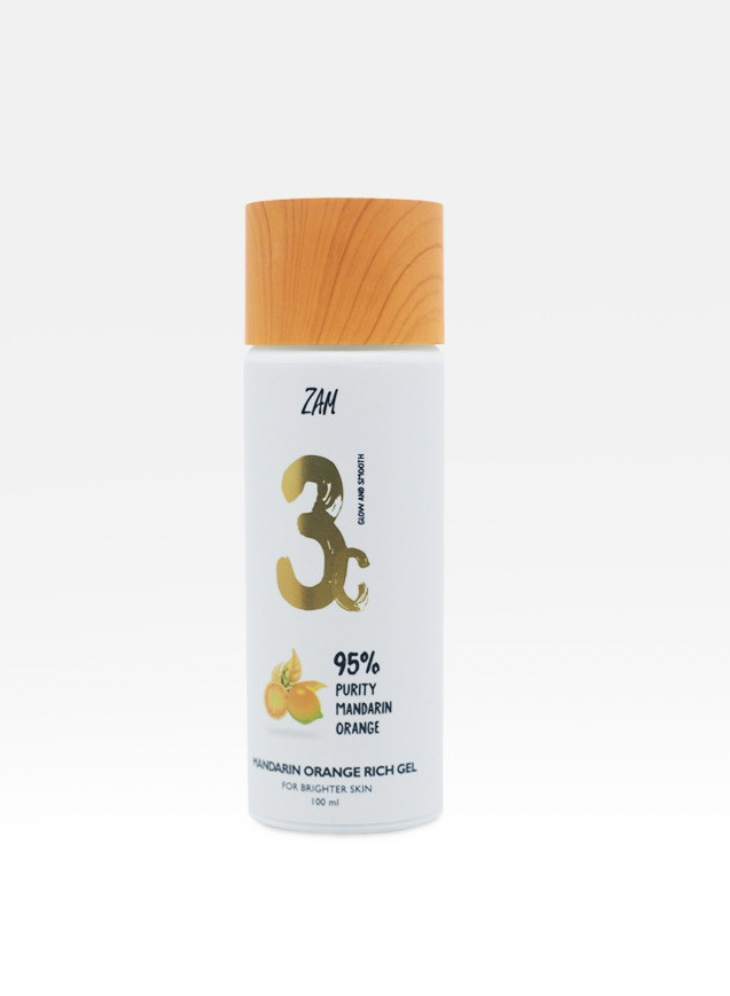 ZAM
3c
GLOW AND SMOOTH
95%
PURITY
MANDARIN
ORANGE
MANDARIN ORANGE RICH GEL
FOR BRIGHTER SKIN
100 ml